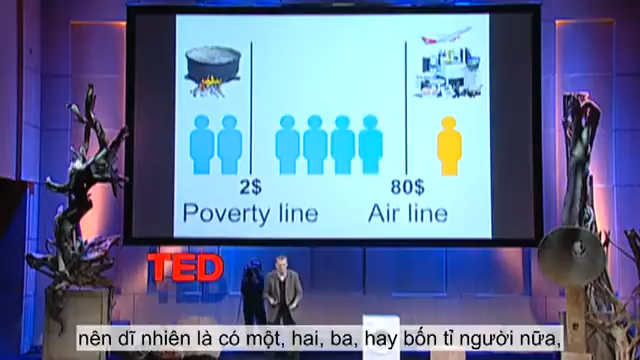 2$
80$
Poverty line
Air line
TED
nên dĩ nhiên là có một, hai, ba, hay bốn tỉ người nữa,